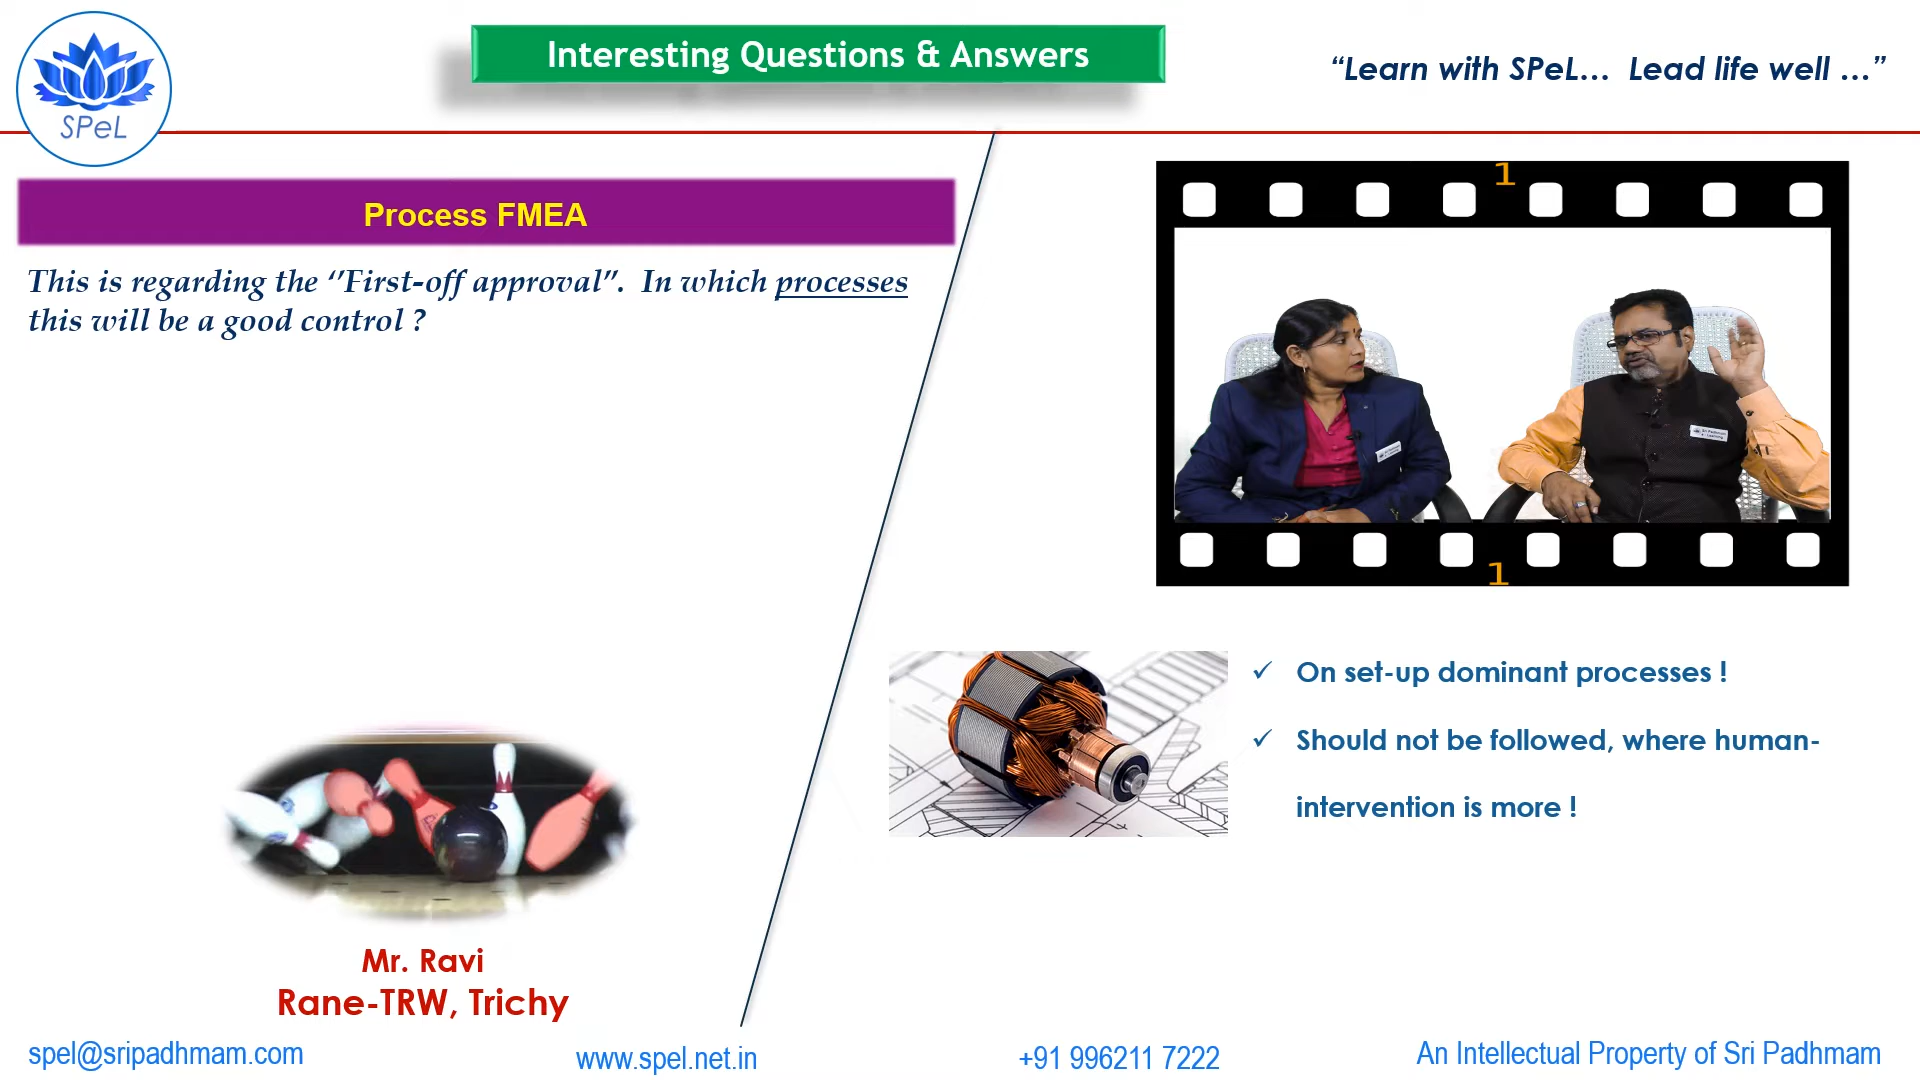 SPeL
Interesting Questions & Answers
“Learn with SPeL... Lead life well ...”
Process FMEA
This is regarding the ‘’First-off approval”. In which processes
this will be a good control ?
1
1
✓ On set-up dominant processes !
✓ Should not be followed, where human-
intervention is more !
Mr. Ravi
Rane-TRW, Trichy
spel@sripadhmam.com
www.spel.net.in
+91 996211 7222
An Intellectual Property of Sri Padhmam